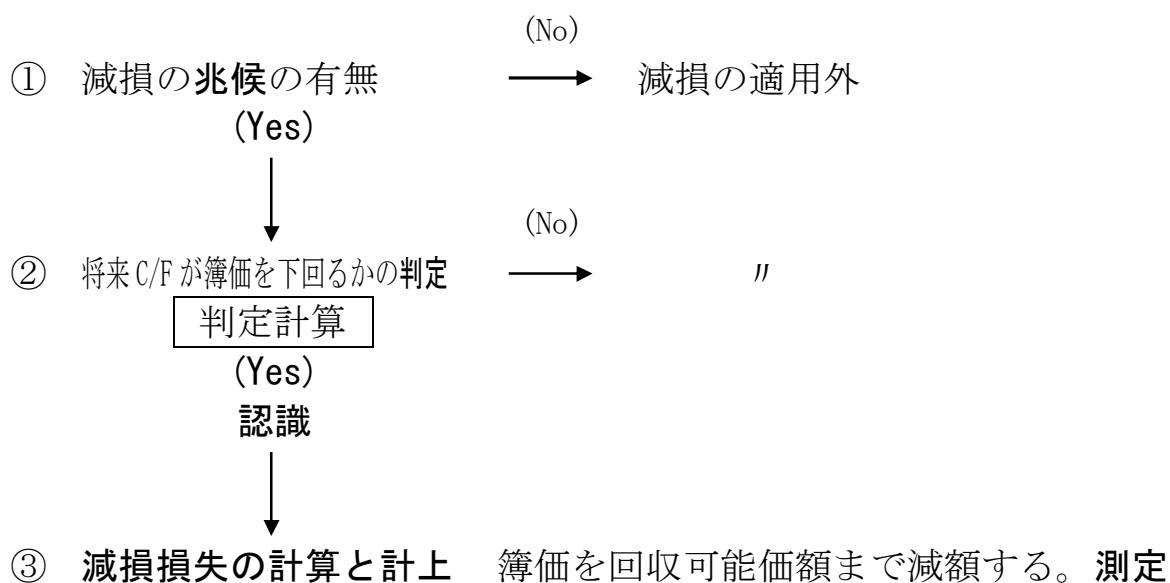 (No)
① 減損の兆候の有無 減損の適用外
(Yes)
(No)
② 将来C/Fが簿価を下回るかの判定 〃
判定計算
(Yes)
認識
③ 減損損失の計算と計上 簿価を回収可能価額まで減額する。測定